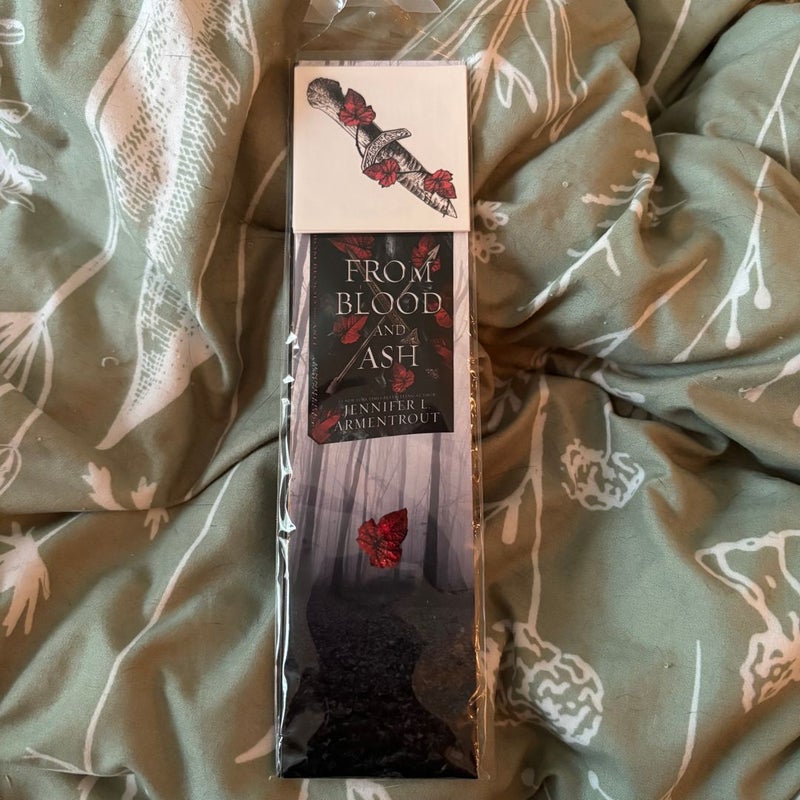 FROM
BLOOD
AND
ASH
JENNIFER L.
ARMENTROUT